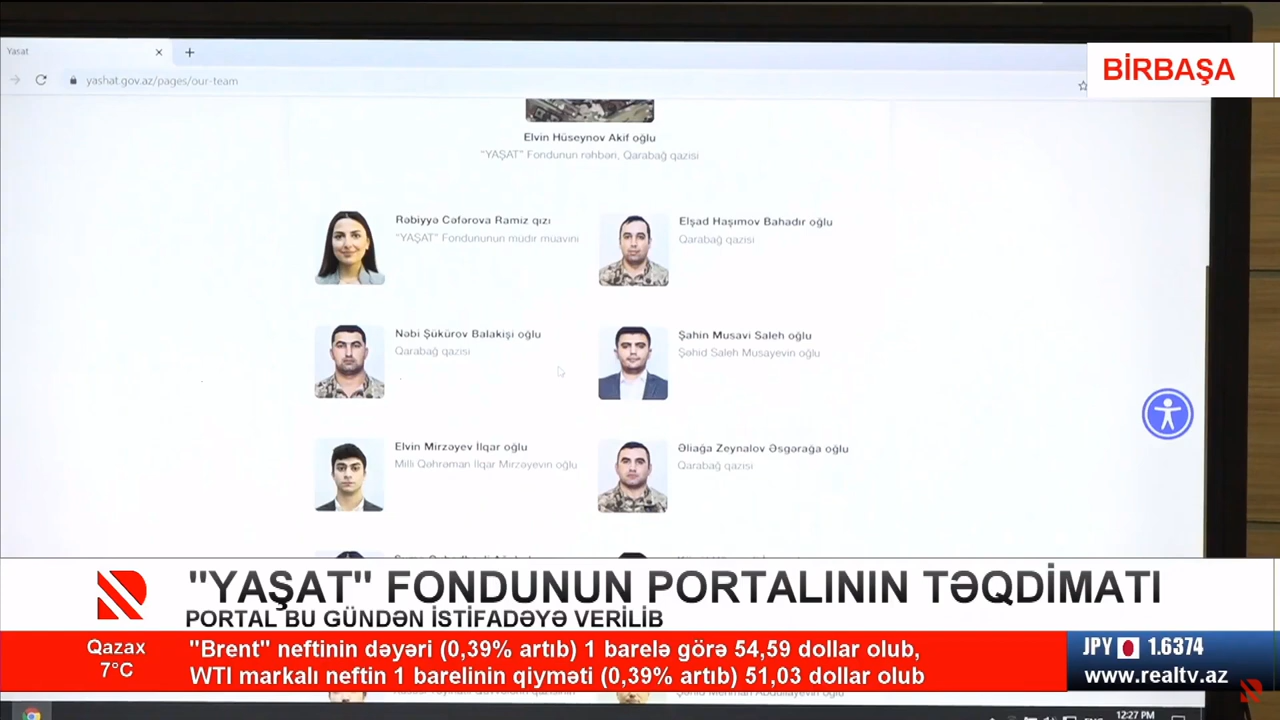 Yasat
yashat.gov.az/pages/our-team
BİRBAŞA
Elvin Hüseynov Akif oğlu
"YAŞAT" Fondunun rəhbəri, Qarabağ qazisi
Rəbiyyə Cəfərova Ramiz qızı
"YAŞAT" Fondununun müdir müavini
Elşad Haşımov Bahadır oğlu
Qarabağ qazisi
Nəbi Şükürov Balakişi oğlu
Qarabağ qazisi
Şahin Musavi Saleh oğlu
Şəhid Saleh Musayevin oğlu
Elvin Mirzəyev İlqar oğlu
Milli Qəhrəman İlqar Mirzəyevin oğlu
Əliağa Zeynalov Əsgərağa oğlu
Qarabağ qazisi
"YAŞAT" FONDUNUN PORTALININ TƏQDİMATI
PORTAL BU GÜNDƏN İSTİFADƏYƏ VERİLİB
Qazax
7°C
"Brent" neftinin dəyəri (0,39% artıb) 1 barelə görə 54,59 dollar olub,
WTI markalı neftin 1 barelinin qiyməti (0,39% artıb) 51,03 dollar olub
JPY 1.6374
www.realtv.az
12:27 PM